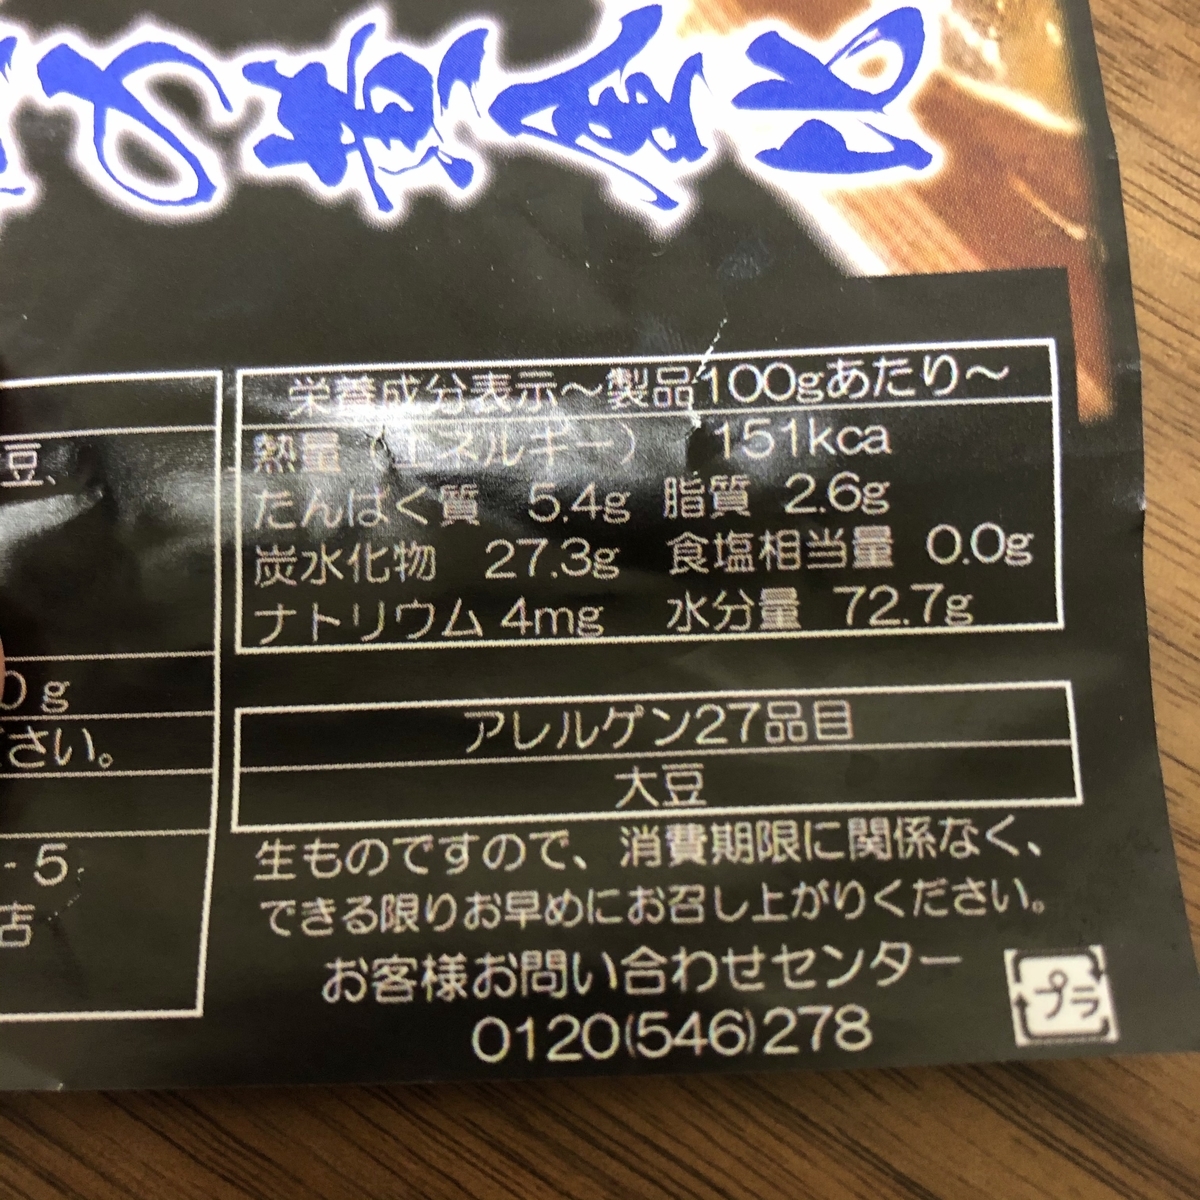 豆、
0g
さい。
-5
店
栄養成分表示～製品100gあたり～
熱量（エネルギー） 151kca
たんぱく質 5.4g 脂質 2.6g
炭水化物 27.3g 食塩相当量 0.0g
ナトリウム 4mg 水分量 72.7g
アレルゲン27品目
大豆
生ものですので、消費期限に関係なく、
できる限りお早めにお召し上がりください。
お客様お問い合わせセンター
0120(546)278
プラ